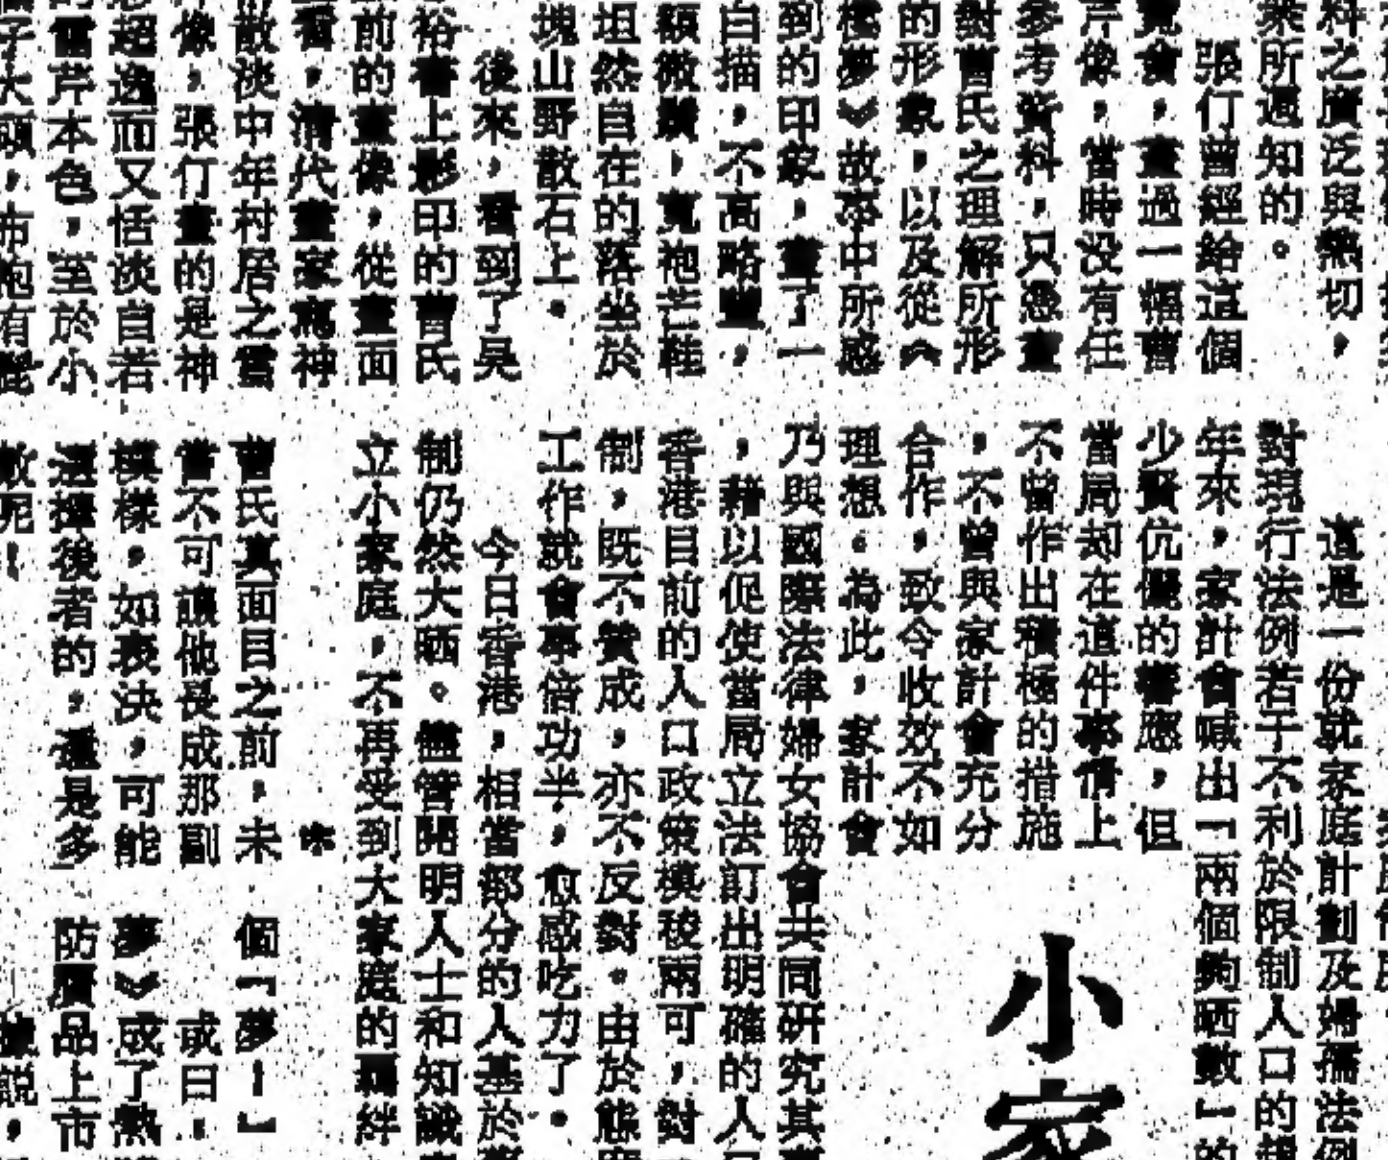 料之廣泛與熱切，
業所週知的。
張仃曾經給這個
覽會，畫過一幅曹
芹像，當時没有任
參考資料，只憑畫
對曹氏之理解所形
的形象，以及從《
樓夢》故事中所感
到的印象，畫了一
白描，不高略豐，
額微廣，寬袍芒鞋
坦然自在的落坐於
塊山野散石上。
後來，看到了吳
裕書上影印的曹氏
前的畫像，從畫面
看，清代畫家寫神
散淡中年村居之雪
像，張仃畫的是神
超逸而又恬淡自若
雪芹本色，至於小
大頭，布袍有
這是一份就家庭計劃及婦孺法例
對現行法例若干不利於限制人口的
年來，家計會喊出「兩個夠晒數」的
少賢伉儷的響應，但
當局却在這件事情上
不曾作出積極的措施
，不曾與家計會充分
合作，致令收效不如
理想。為此，家計會
乃與國際法律婦女協會共同研究其
，藉以促使當局立法訂出明確的人
香港目前的人口政策模稜兩可，對
制，既不贊成，亦不反對。由於態
工作就會事倍功半，愈感吃力了。
今日香港，相當部分的人基於
制仍然大晒。儘管開明人士和知識
立小家庭，不再受到大家庭的羈絆
小家
曹氏真面目之前，未
嘗不可讓他長成那副
模樣，如表決，可能
選擇後者的，還是多
數呢！
個「夢！」
或曰：
夢》成了熱
防贋品上市
説，